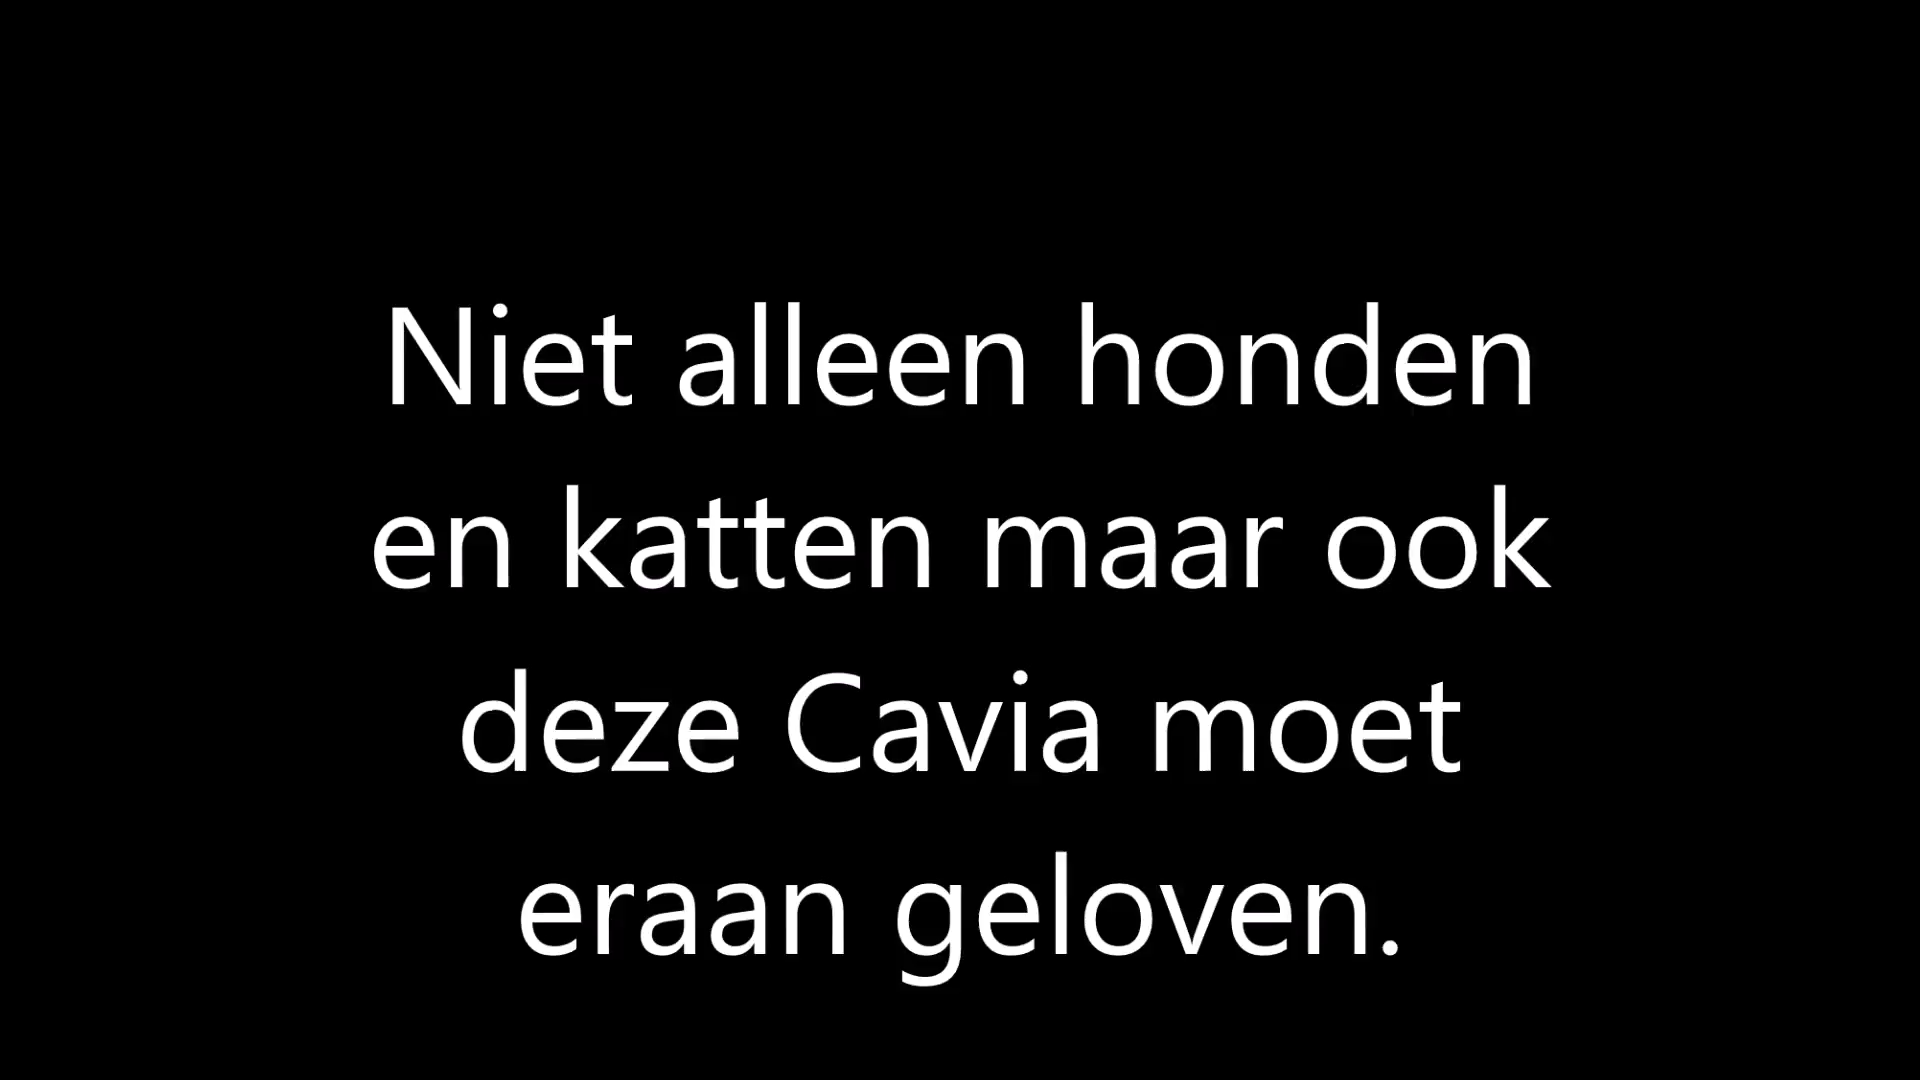 Niet alleen honden
en katten maar ook
deze Cavia moet
eraan geloven.